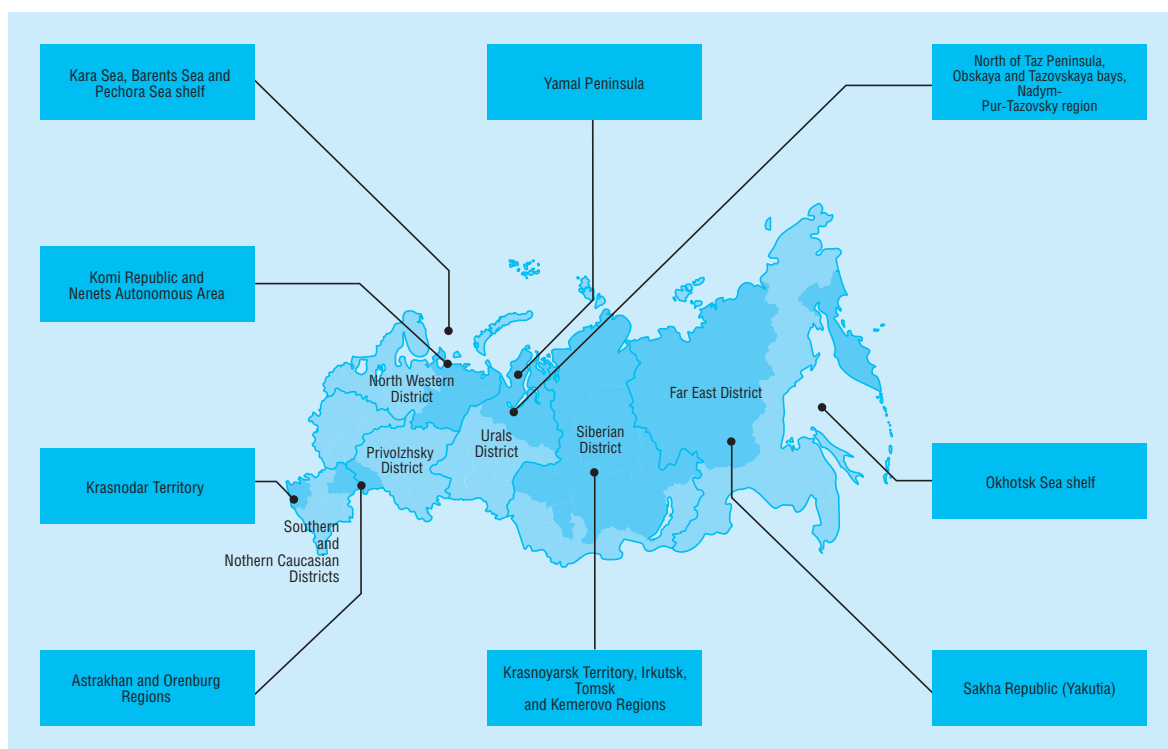 Kara Sea, Barents Sea and
Pechora Sea shelf
Yamal Peninsula
North of Taz Peninsula,
Obskaya and Tazovskaya bays,
Nadym-
Pur-Tazovsky region
Komi Republic and
Nenets Autonomous Area
North Western
District
Far East District
Urals
District
Siberian
District
Privolzhsky
District
Krasnodar Territory
Okhotsk Sea shelf
Southern
and
Nothern Caucasian
Districts
Astrakhan and Orenburg
Regions
Krasnoyarsk Territory, Irkutsk,
Tomsk
and Kemerovo Regions
Sakha Republic (Yakutia)